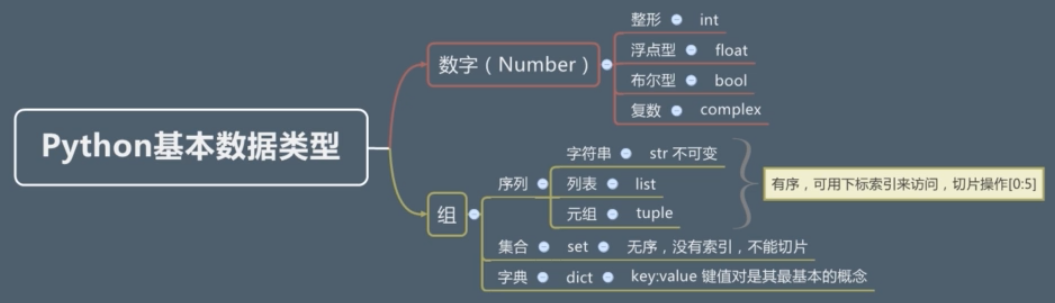 Python基本数据类型
数字（Number）
整形 int
浮点型 float
布尔型 bool
复数 complex
组
序列
字符串 str 不可变
列表 list
元组 tuple
有序，可用下标索引来访问，切片操作[0:5]
集合 set 无序，没有索引，不能切片
字典 dict key:value 键值对是其最基本的概念